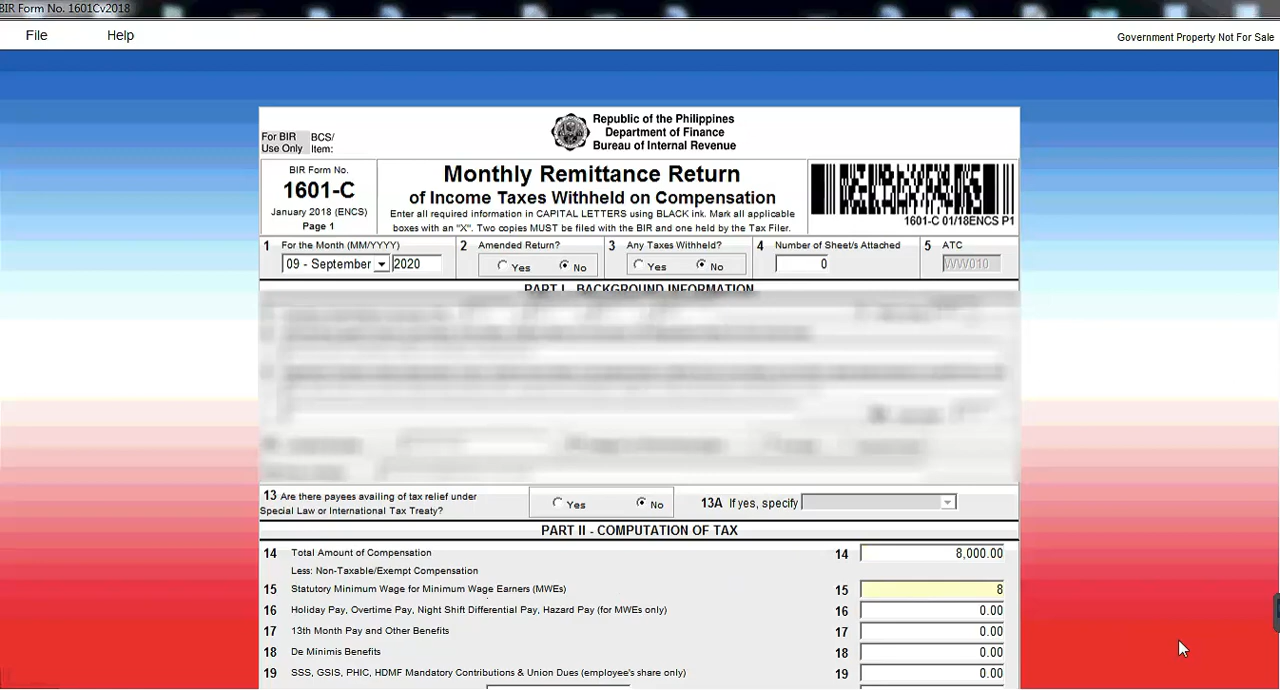 BIR Form No. 1601Cv2018
File Help
Government Property Not For Sale
For BIR Use Only
BCS/ Item:
Republic of the Philippines
Department of Finance
Bureau of Internal Revenue
BIR Form No.
1601-C
January 2018 (ENCS)
Page 1
Monthly Remittance Return
of Income Taxes Withheld on Compensation
Enter all required information in CAPITAL LETTERS using BLACK ink. Mark all applicable
boxes with an "X". Two copies MUST be filed with the BIR and one held by the Tax Filer.
1601-C 01/18ENCS P1
1 For the Month (MM/YYYY)
09 - September 2020
2 Amended Return?
Yes No
3 Any Taxes Withheld?
Yes No
4 Number of Sheet/s Attached
0
5 ATC
WW010
PART I - BACKGROUND INFORMATION
13 Are there payees availing of tax relief under
Special Law or International Tax Treaty?
Yes No
13A If yes, specify
PART II - COMPUTATION OF TAX
14 Total Amount of Compensation 14 8,000.00
Less: Non-Taxable/Exempt Compensation
15 Statutory Minimum Wage for Minimum Wage Earners (MWEs) 15 8
16 Holiday Pay, Overtime Pay, Night Shift Differential Pay, Hazard Pay (for MWEs only) 16 0.00
17 13th Month Pay and Other Benefits 17 0.00
18 De Minimis Benefits 18 0.00
19 SSS, GSIS, PHIC, HDMF Mandatory Contributions & Union Dues (employee's share only) 19 0.00